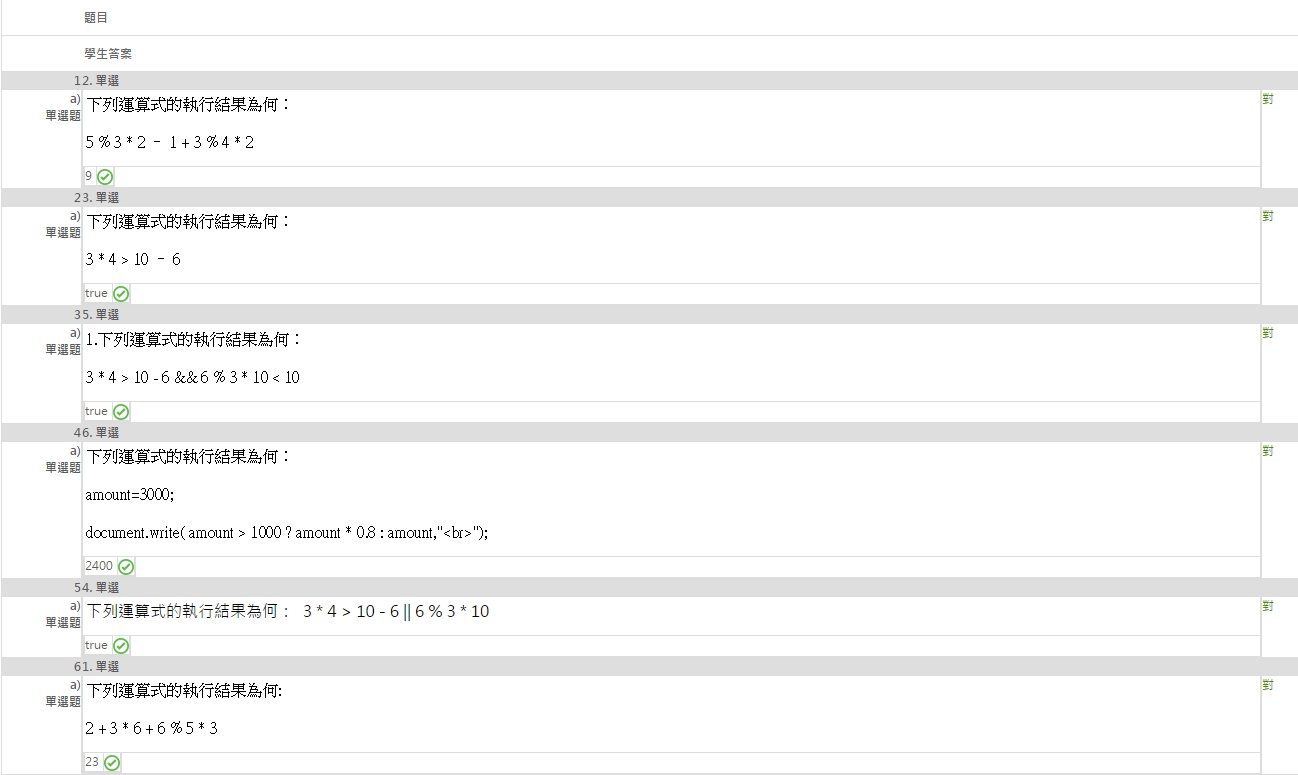 題目
學生答案
12. 單選
a) 下列運算式的執行結果為何： 對
單選題
5 % 3 * 2 – 1 + 3 % 4 * 2
9
23. 單選
a) 下列運算式的執行結果為何： 對
單選題
3 * 4 > 10 – 6
true
35. 單選
a) 1.下列運算式的執行結果為何： 對
單選題
3 * 4 > 10 - 6 && 6 % 3 * 10 < 10
true
46. 單選
a) 下列運算式的執行結果為何： 對
單選題
amount=3000;
document.write( amount > 1000 ? amount * 0.8 : amount,"<br>");
2400
54. 單選
a) 下列運算式的執行結果為何： 3 * 4 > 10 - 6 || 6 % 3 * 10 對
單選題
true
61. 單選
a) 下列運算式的執行結果為何: 對
單選題
2 + 3 * 6 + 6 % 5 * 3
23